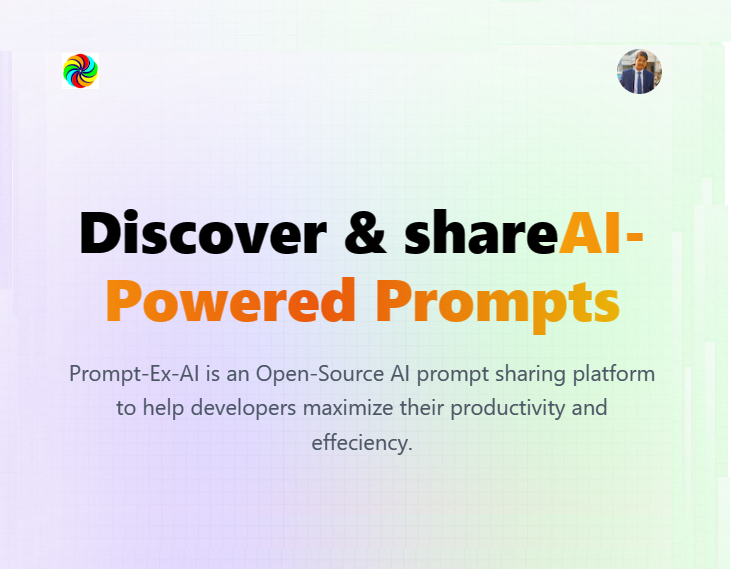 Discover & shareAI-
Powered Prompts
Prompt-Ex-AI is an Open-Source AI prompt sharing platform
to help developers maximize their productivity and
effeciency.